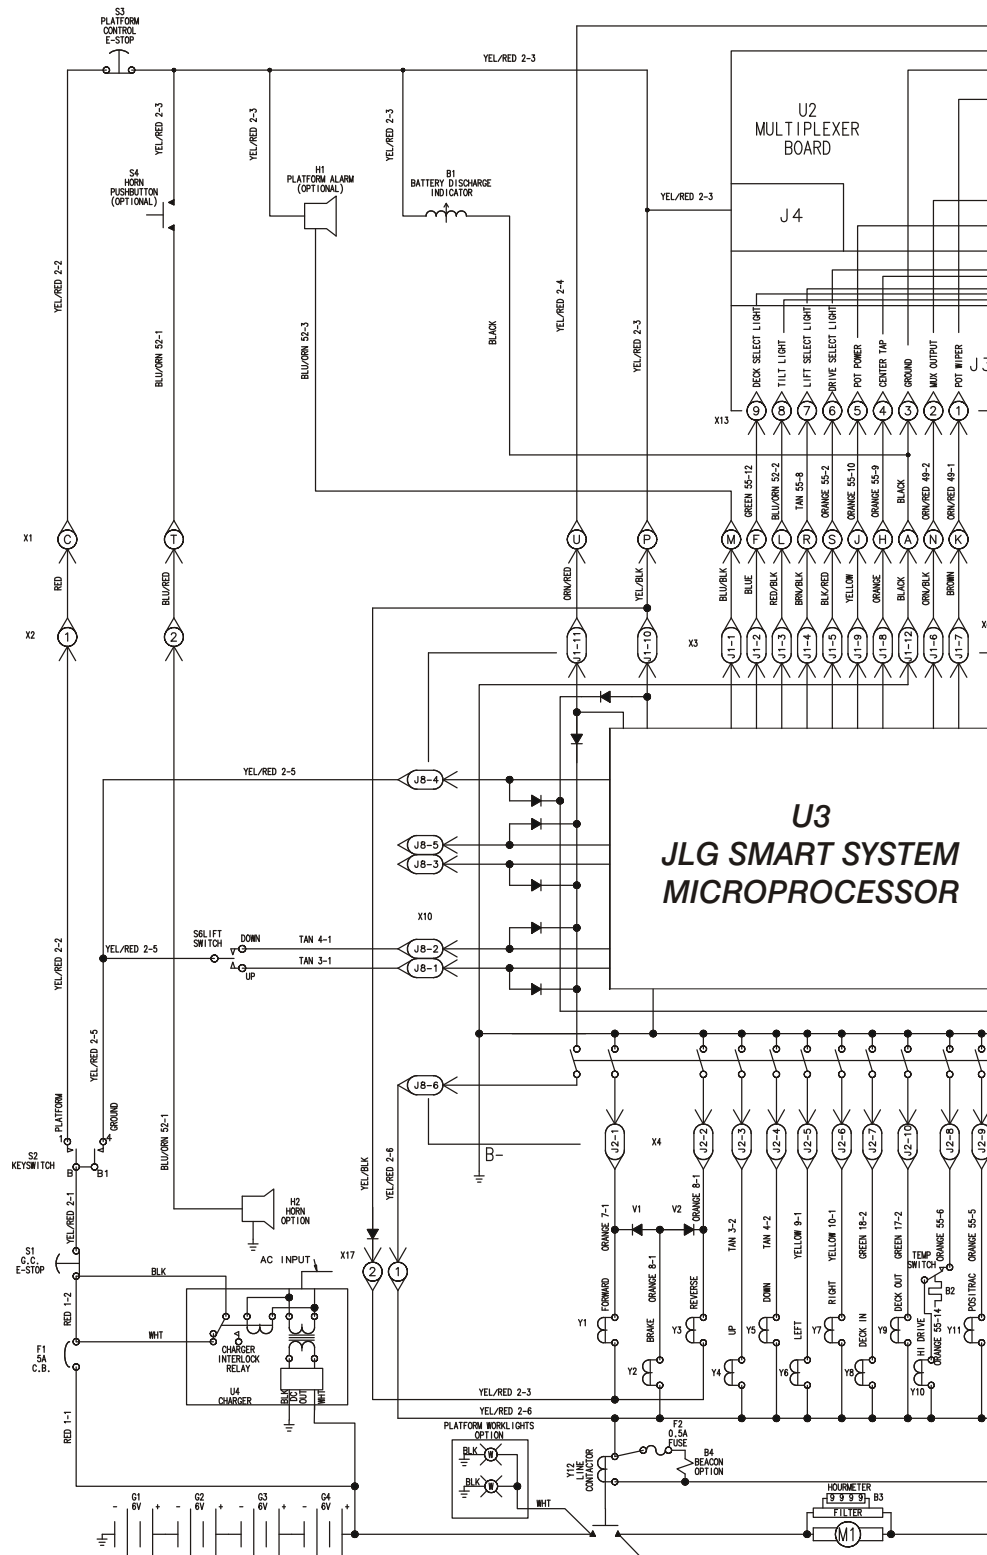 S3
PLATFORM
CONTROL
E-STOP
YEL/RED 2-3
YEL/RED 2-3
YEL/RED 2-3
YEL/RED 2-3
U2
MULTIPLEXER
BOARD
J4
S4
HORN
PUSHBUTTON
(OPTIONAL)
H1
PLATFORM ALARM
(OPTIONAL)
B1
BATTERY DISCHARGE
INDICATOR
YEL/RED 2-3
YEL/RED 2-2
BLU/ORN 52-1
BLU/ORN 52-3
BLACK
YEL/RED 2-4
YEL/RED 2-3
DECK SELECT LIGHT
TILT LIGHT
LIFT SELECT LIGHT
DRIVE SELECT LIGHT
POT POWER
CENTER TAP
GROUND
MUX OUTPUT
POT WIPER
X13
9 8 7 6 5 4 3 2 1
GREEN 55-12
BLU/ORN 52-2
TAN 55-8
ORANGE 55-2
ORANGE 55-10
ORANGE 55-9
BLACK
ORN/RED 49-2
ORN/RED 49-1
X1
C T U P M F L R S J H A N K
RED
BLU/RED
ORN/RED
YEL/BLK
BLU/BLK
BLUE
RED/BLK
BRN/BLK
BLK/RED
YELLOW
ORANGE
BLACK
ORN/BLK
BROWN
X2
1 2
J1-11
J1-10
X3
J1-1
J1-2
J1-3
J1-4
J1-5
J1-9
J1-8
J1-12
J1-6
J1-7
YEL/RED 2-5
J8-4
J8-5
J8-3
U3
JLG SMART SYSTEM
MICROPROCESSOR
X10
S6LIFT
SWITCH
DOWN
UP
YEL/RED 2-5
TAN 4-1
TAN 3-1
J8-2
J8-1
YEL/RED 2-2
YEL/RED 2-5
J8-6
B-
PLATFORM
1
4
GROUND
S2
KEYSWITCH
B
B1
YEL/RED 2-1
BLU/ORN 52-1
YEL/BLK
YEL/RED 2-6
X4
J2-1
J2-2
J2-3
J2-4
J2-5
J2-6
J2-7
J2-10
J2-8
J2-9
H2
HORN
OPTION
ORANGE 7-1
V1
V2
ORANGE 8-1
ORANGE 8-1
TAN 3-2
TAN 4-2
YELLOW 9-1
YELLOW 10-1
GREEN 18-2
GREEN 17-2
ORANGE 55-6
ORANGE 55-5
TEMP
SWITCH
B2
S1
G.C.
E-STOP
BLK
AC INPUT
X17
2 1
RED 1-2
WHT
F1
5A
C.B.
RED 1-1
CHARGER
INTERLOCK
RELAY
U4
CHARGER
BLK
DC
OUT
WHT
Y1
FORWARD
Y2
BRAKE
Y3
REVERSE
Y4
UP
Y5
DOWN
Y6
LEFT
Y7
RIGHT
Y8
DECK IN
Y9
DECK OUT
Y10
HI DRIVE
ORANGE 55-14
Y11
POSITRAC
YEL/RED 2-3
YEL/RED 2-6
PLATFORM WORKLIGHTS
OPTION
BLK
W
BLK
W
WHT
Y12
LINE
CONTACTOR
F2
0.5A
FUSE
B4
BEACON
OPTION
HOURMETER
9 9 9 9
B3
FILTER
M1
G1
6V
G2
6V
G3
6V
G4
6V
- + - + - + - +